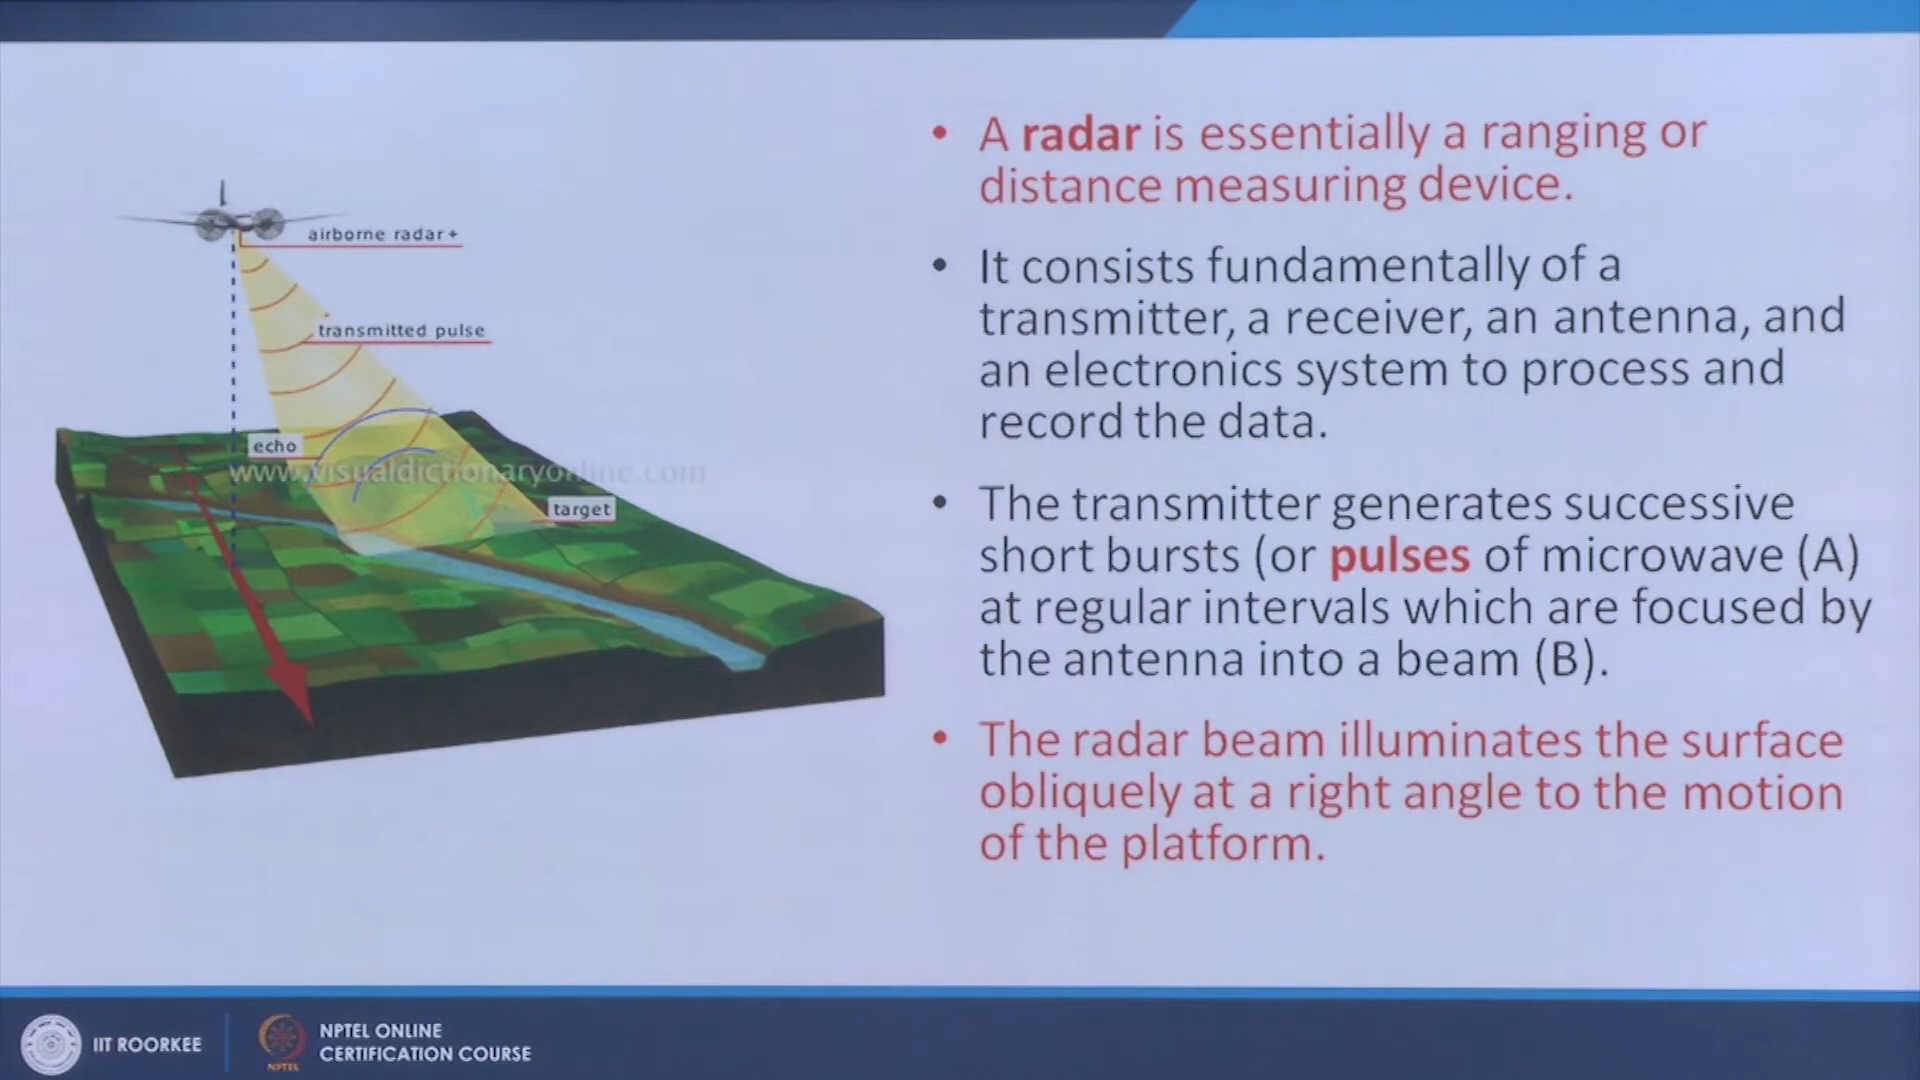 airborne radar +
transmitted pulse
echo
www.visualdictionaryonline.com
target
• A radar is essentially a ranging or
distance measuring device.
• It consists fundamentally of a
transmitter, a receiver, an antenna, and
an electronics system to process and
record the data.
• The transmitter generates successive
short bursts (or pulses of microwave (A)
at regular intervals which are focused by
the antenna into a beam (B).
• The radar beam illuminates the surface
obliquely at a right angle to the motion
of the platform.
IIT ROORKEE
NPTEL
NPTEL ONLINE
CERTIFICATION COURSE